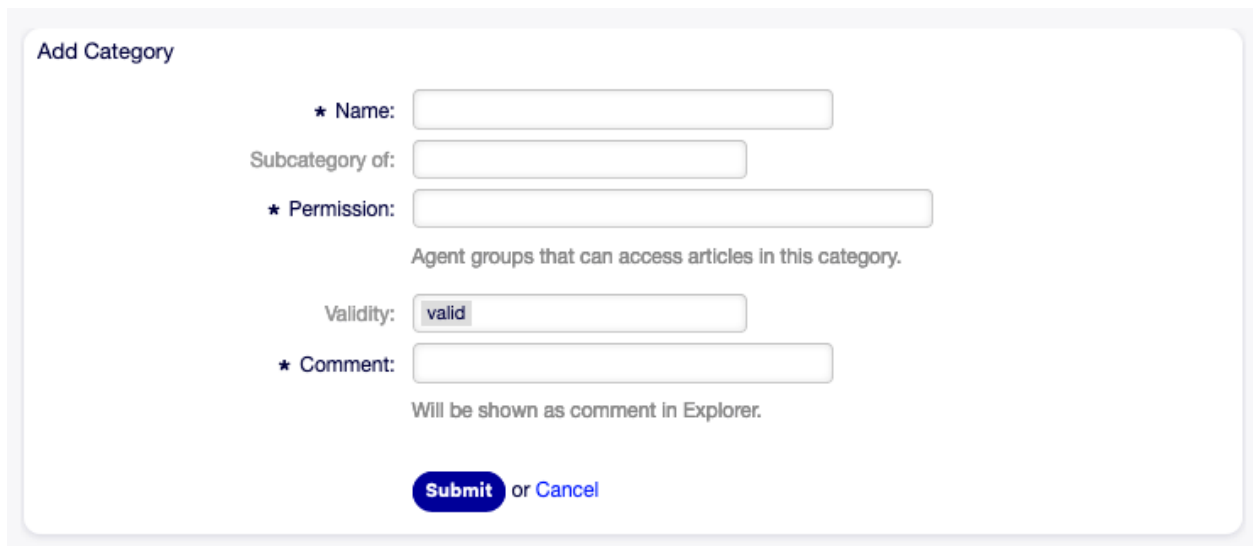 Add Category
★ Name:
Subcategory of:
★ Permission:
Agent groups that can access articles in this category.
Validity: valid
★ Comment:
Will be shown as comment in Explorer.
Submit or Cancel